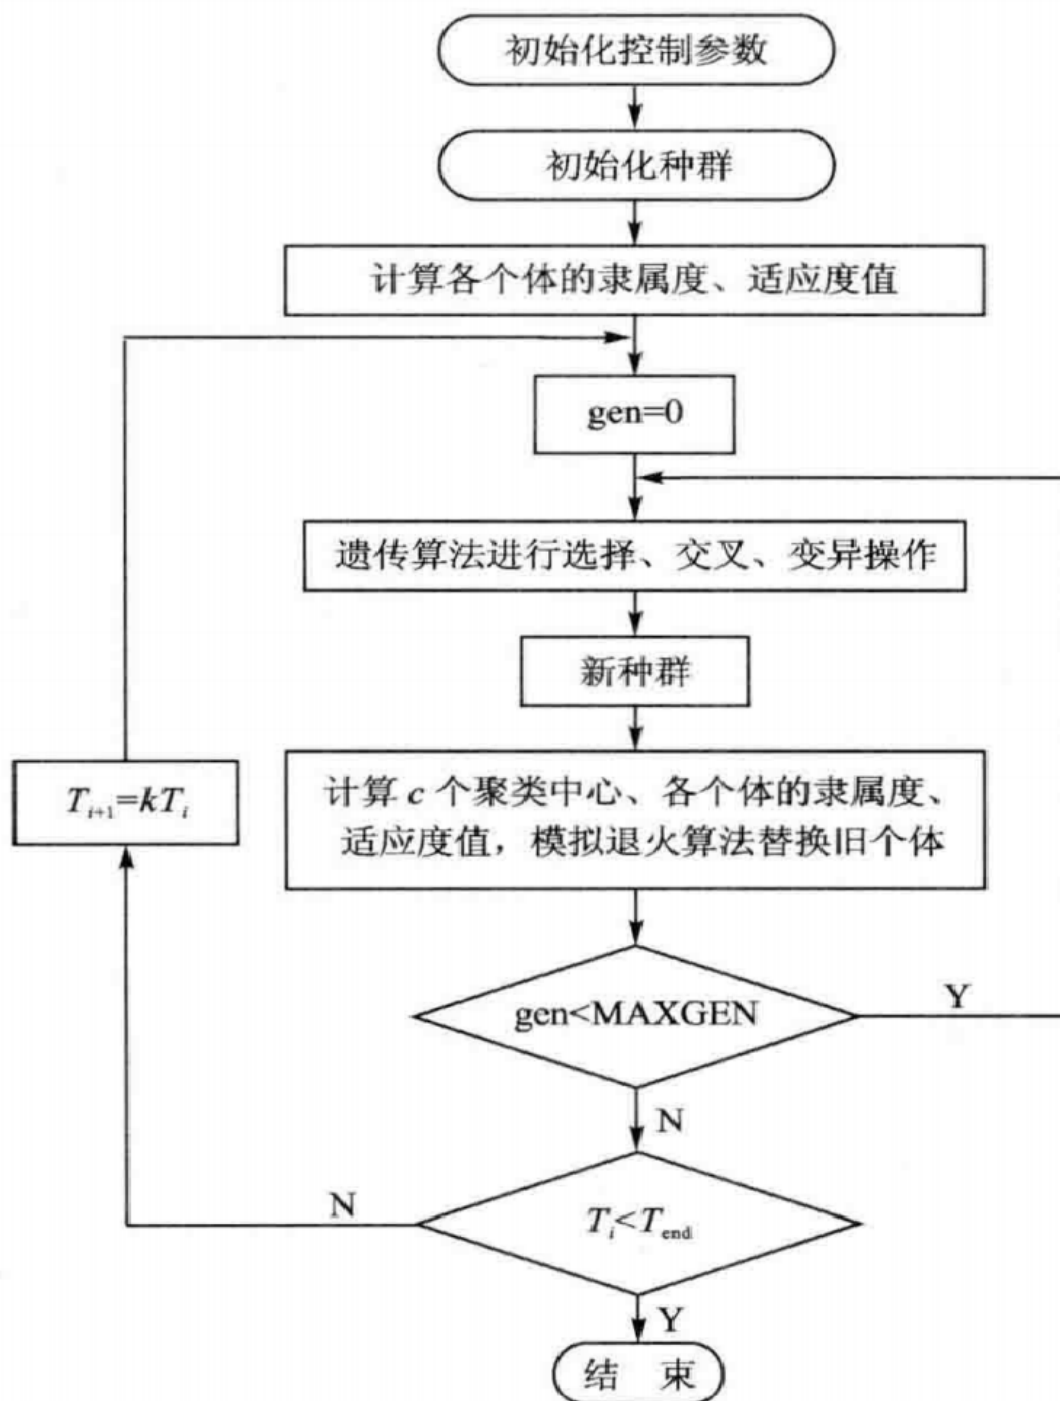 初始化控制参数
初始化种群
计算各个体的隶属度、适应度值
gen=0
遗传算法进行选择、交叉、变异操作
新种群
T_{i+1}=kT_i
计算 c 个聚类中心、各个体的隶属度、
适应度值，模拟退火算法替换旧个体
gen<MAXGEN
Y
N
N
T_i<T_{end}
Y
结 束